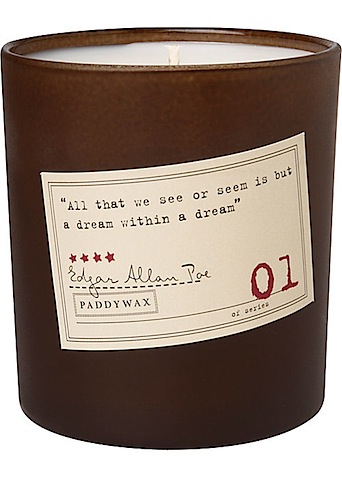 "All that we see or seem is but
a dream within a dream"
Edgar Allan Poe
PADDYWAX
01
of series